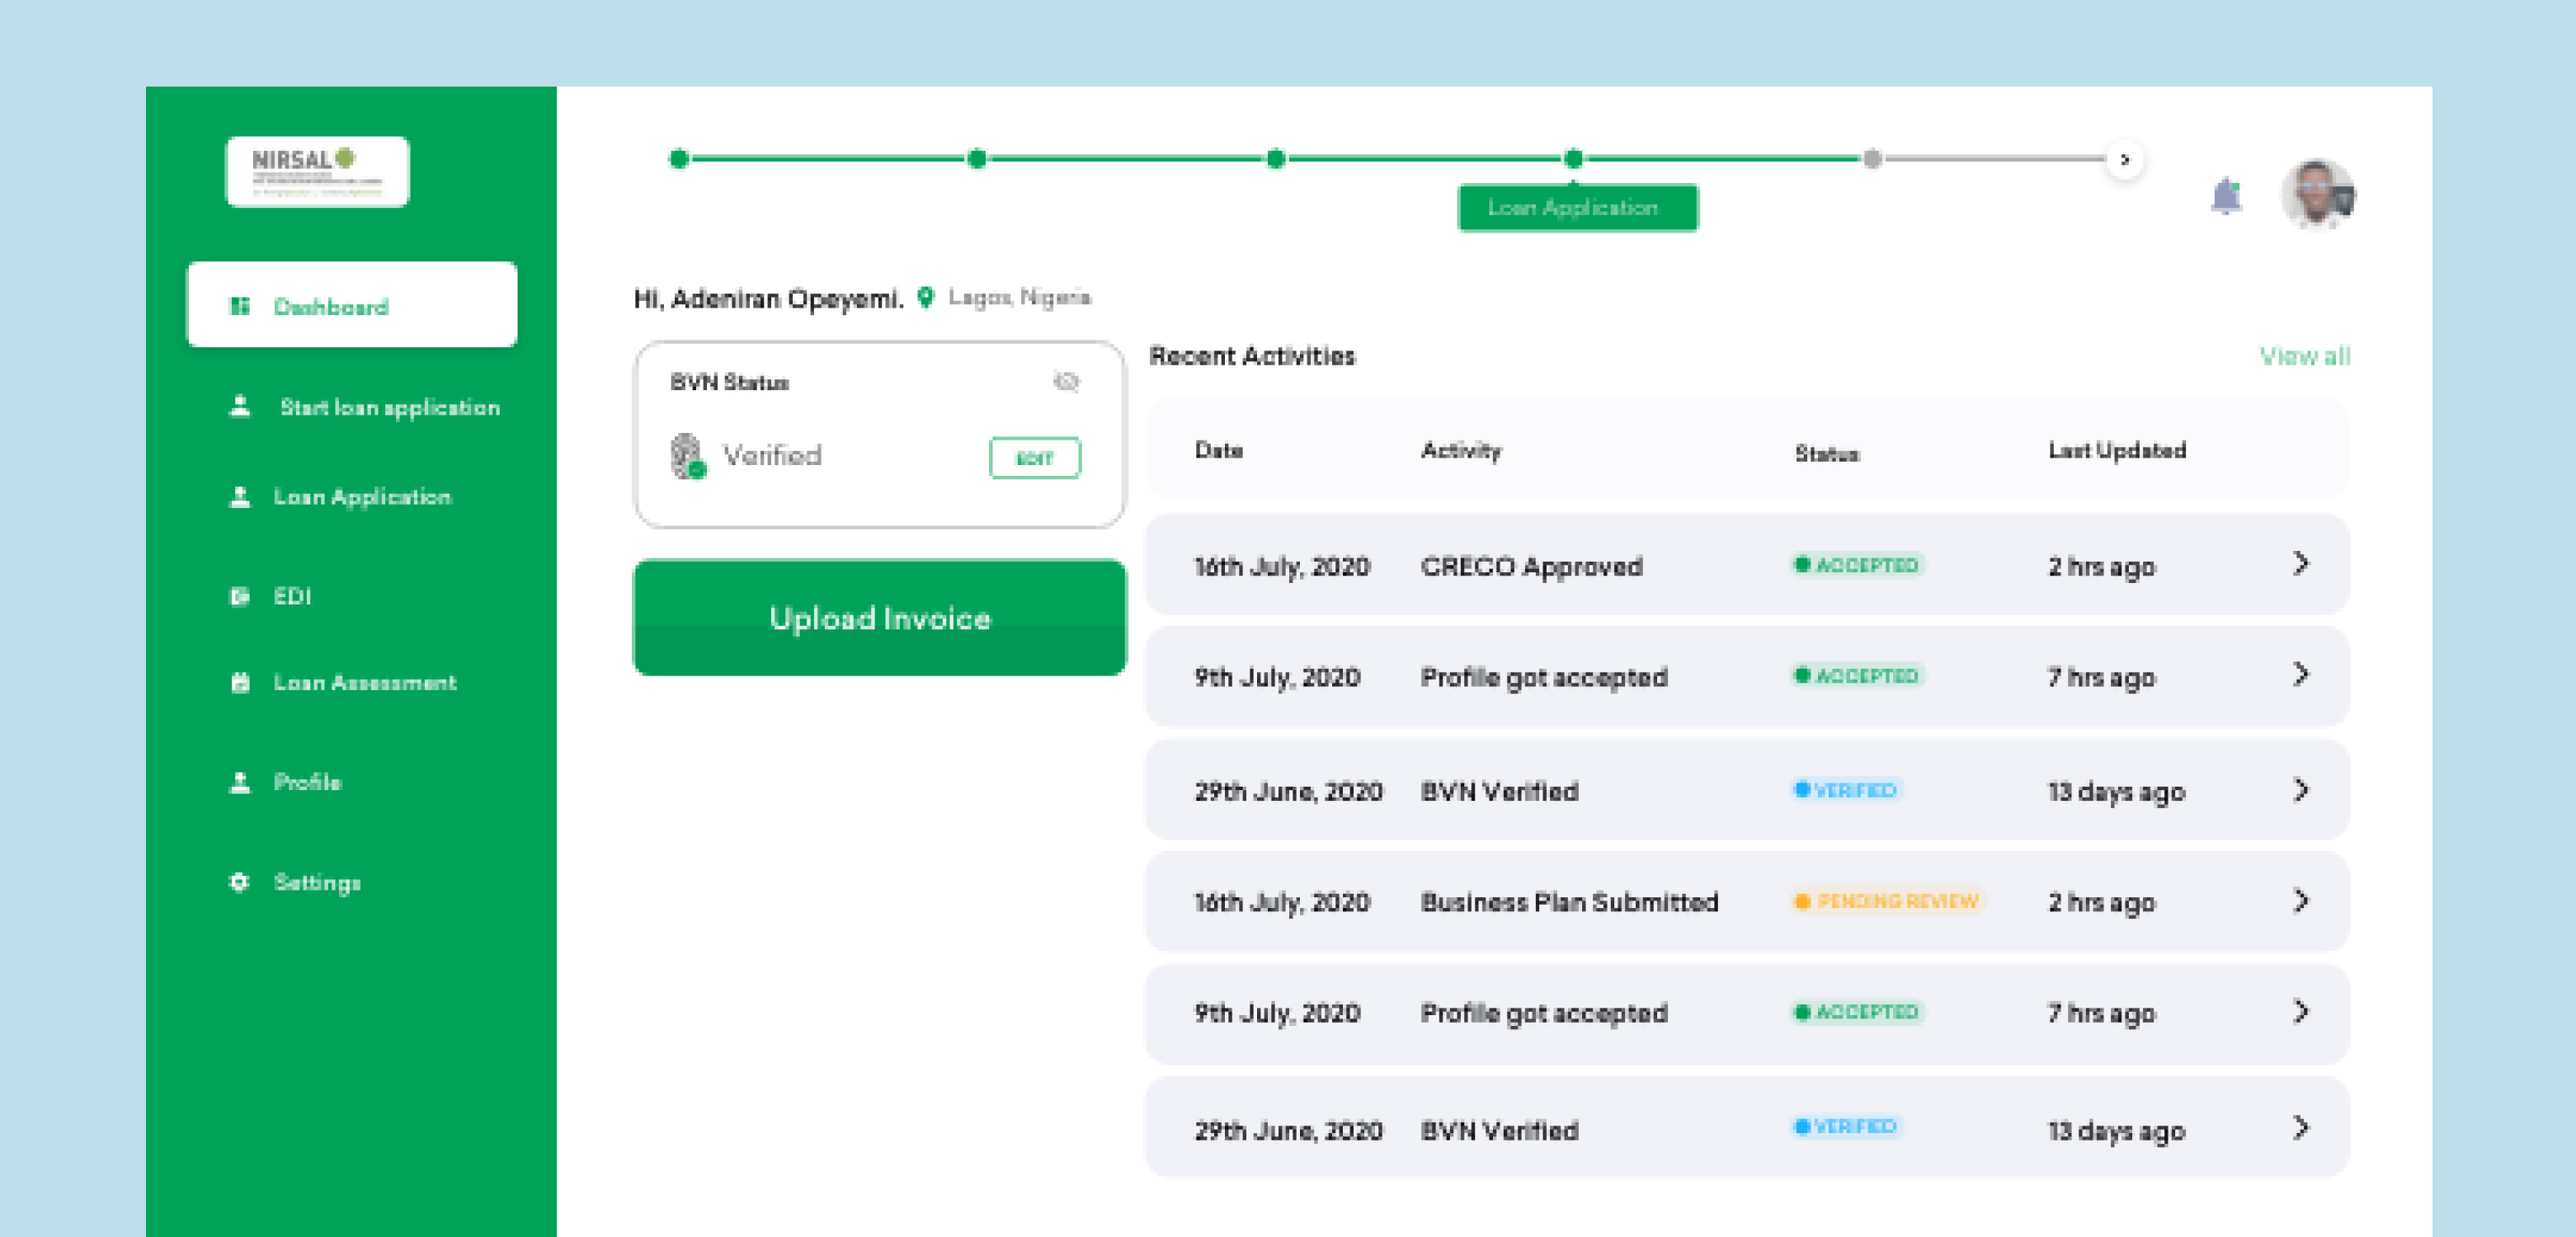 NIRSAL
Loan Application
Dashboard
Start loan application
Loan Application
EDI
Loan Assessment
Profile
Settings
Hi, Adeniran Opeyemi. Lagos, Nigeria
BVN Status
Verified EDIT
Upload Invoice
Recent Activities View all
Date Activity Status Last Updated
16th July, 2020 CRECO Approved ACCEPTED 2 hrs ago
9th July, 2020 Profile got accepted ACCEPTED 7 hrs ago
29th June, 2020 BVN Verified VERIFIED 13 days ago
16th July, 2020 Business Plan Submitted PENDING REVIEW 2 hrs ago
9th July, 2020 Profile got accepted ACCEPTED 7 hrs ago
29th June, 2020 BVN Verified VERIFIED 13 days ago